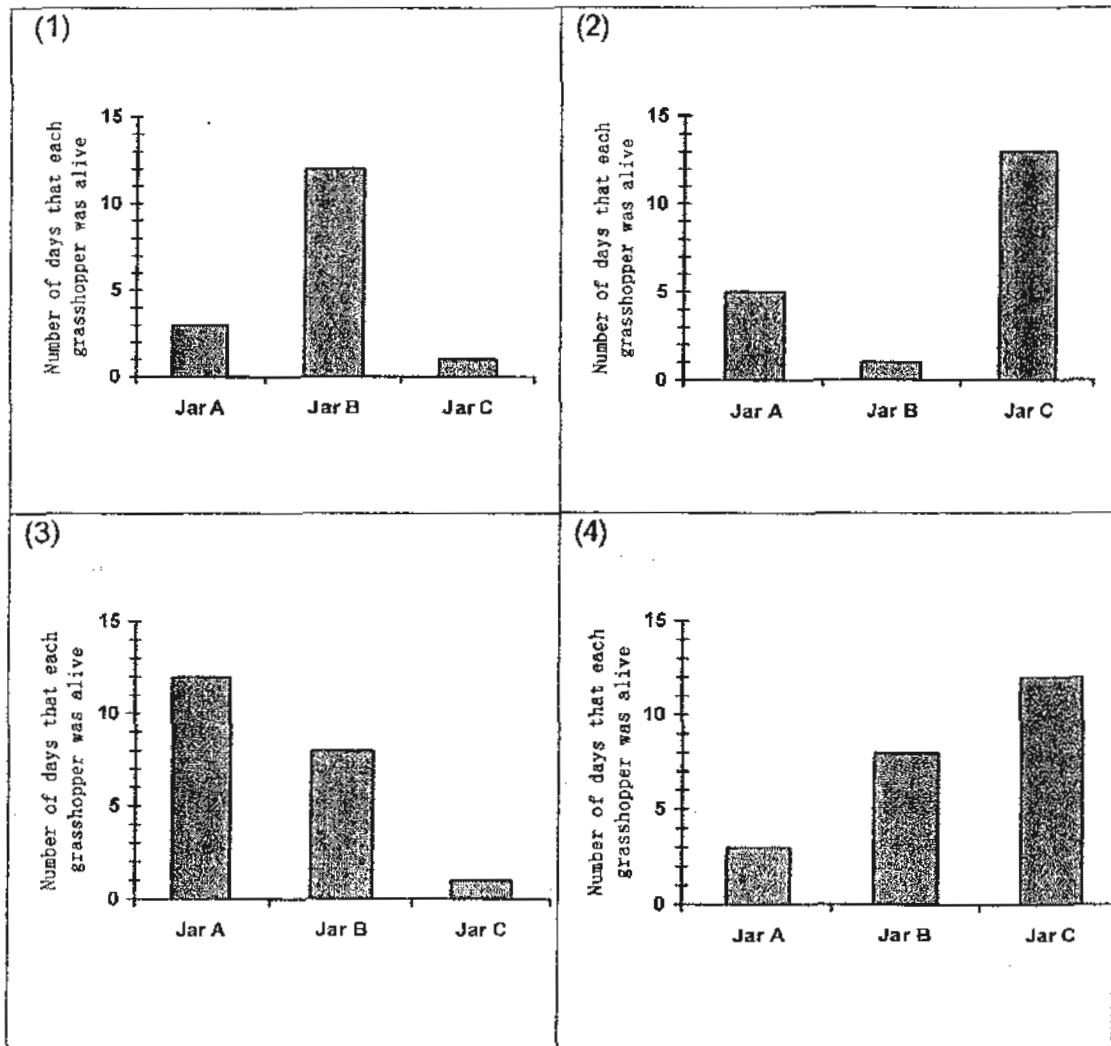 (1)
Number of days that each
grasshopper was alive
15
10
5
0
Jar A
Jar B
Jar C
(2)
Number of days that each
grasshopper was alive
15
10
5
0
Jar A
Jar B
Jar C
(3)
Number of days that each
grasshopper was alive
15
10
5
0
Jar A
Jar B
Jar C
(4)
Number of days that each
grasshopper was alive
15
10
5
0
Jar A
Jar B
Jar C